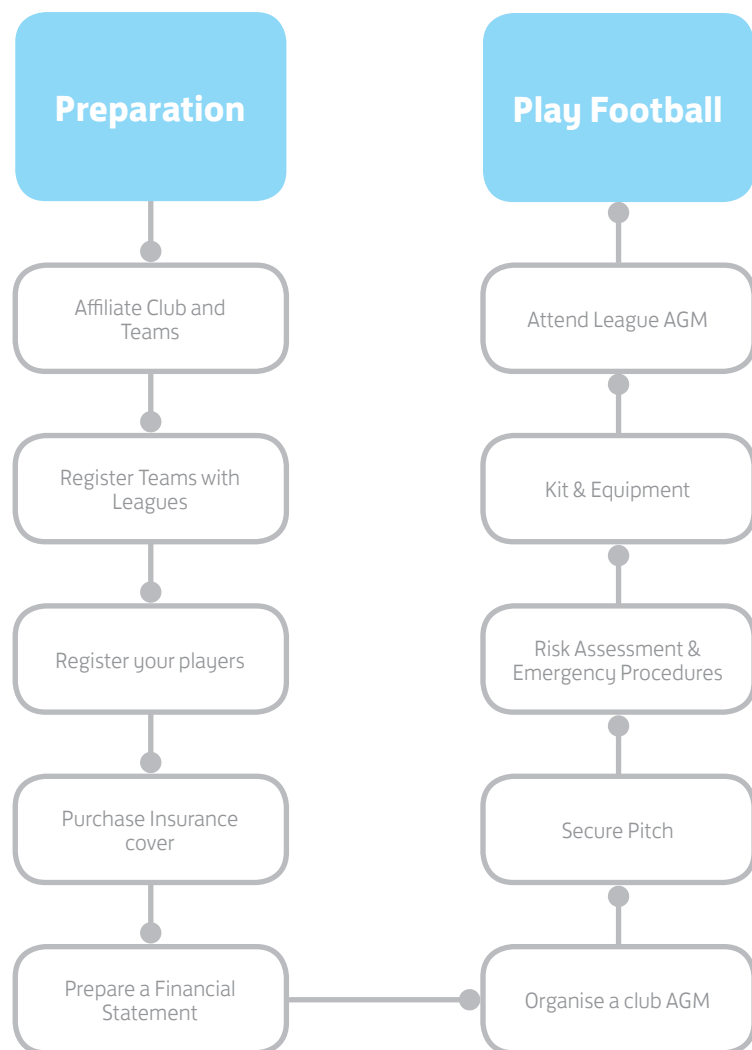 Preparation
Affiliate Club and
Teams
Register Teams with
Leagues
Register your players
Purchase Insurance
cover
Prepare a Financial
Statement
Organise a club AGM
Secure Pitch
Risk Assessment &
Emergency Procedures
Kit & Equipment
Attend League AGM
Play Football